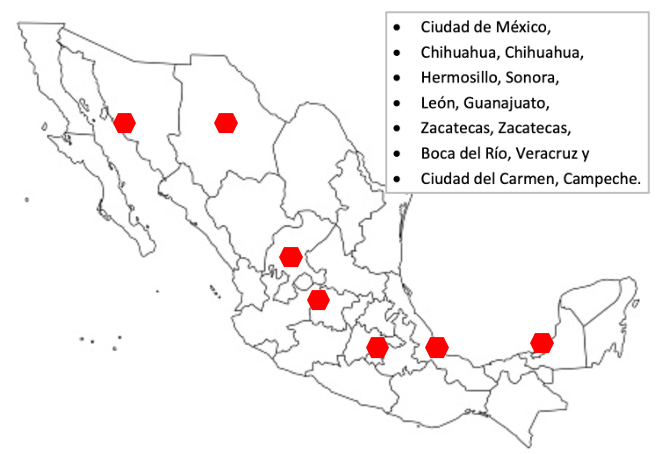 Ciudad de México,
Chihuahua, Chihuahua,
Hermosillo, Sonora,
León, Guanajuato,
Zacatecas, Zacatecas,
Boca del Río, Veracruz y
Ciudad del Carmen, Campeche.